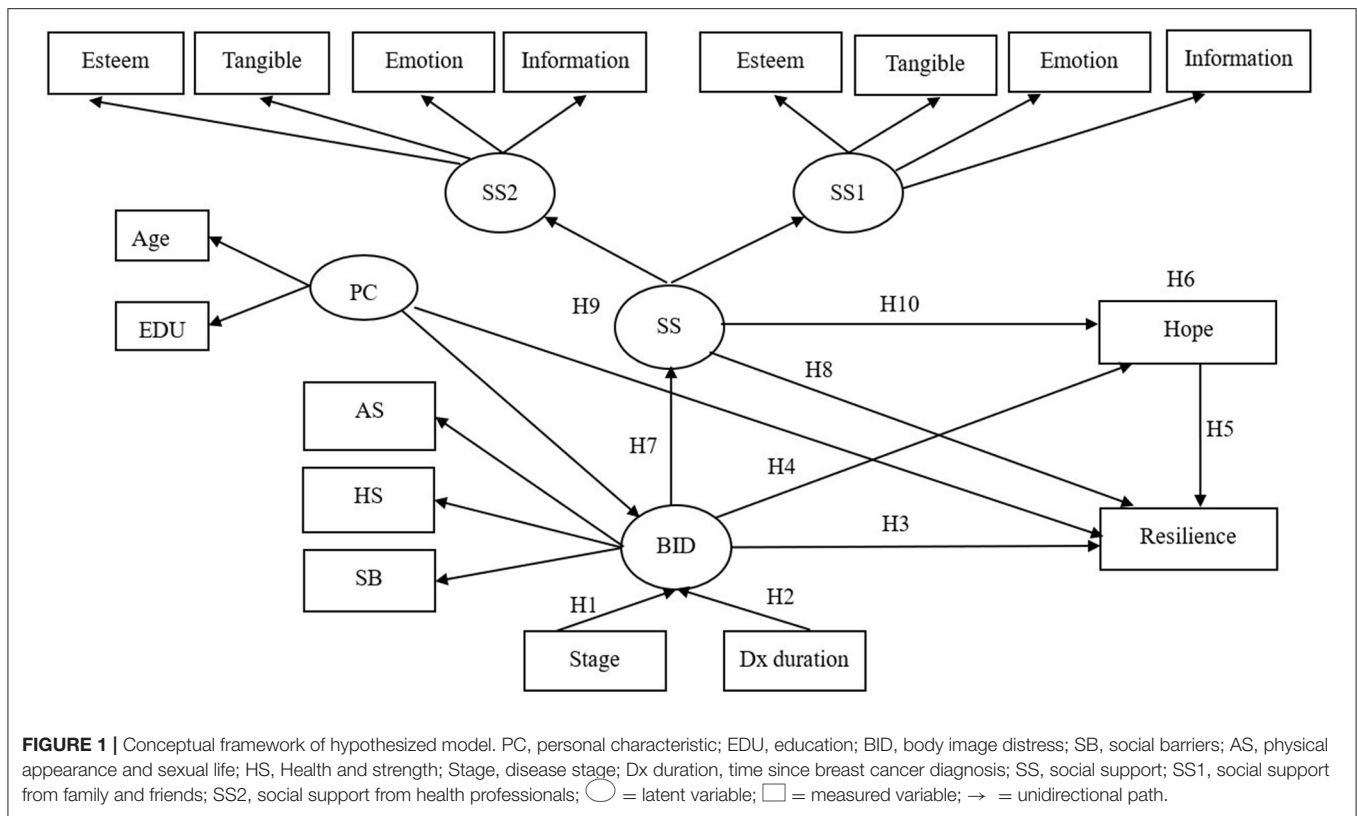 Esteem
Tangible
Emotion
Information
Esteem
Tangible
Emotion
Information
SS2
SS1
Age
PC
EDU
H9
SS
H10
H6
Hope
H8
AS
H7
H4
H5
HS
BID
H3
Resilience
SB
H1
H2
Stage
Dx duration
FIGURE 1 | Conceptual framework of hypothesized model. PC, personal characteristic; EDU, education; BID, body image distress; SB, social barriers; AS, physical
appearance and sexual life; HS, Health and strength; Stage, disease stage; Dx duration, time since breast cancer diagnosis; SS, social support; SS1, social support
from family and friends; SS2, social support from health professionals; ◯ = latent variable; □ = measured variable; → = unidirectional path.